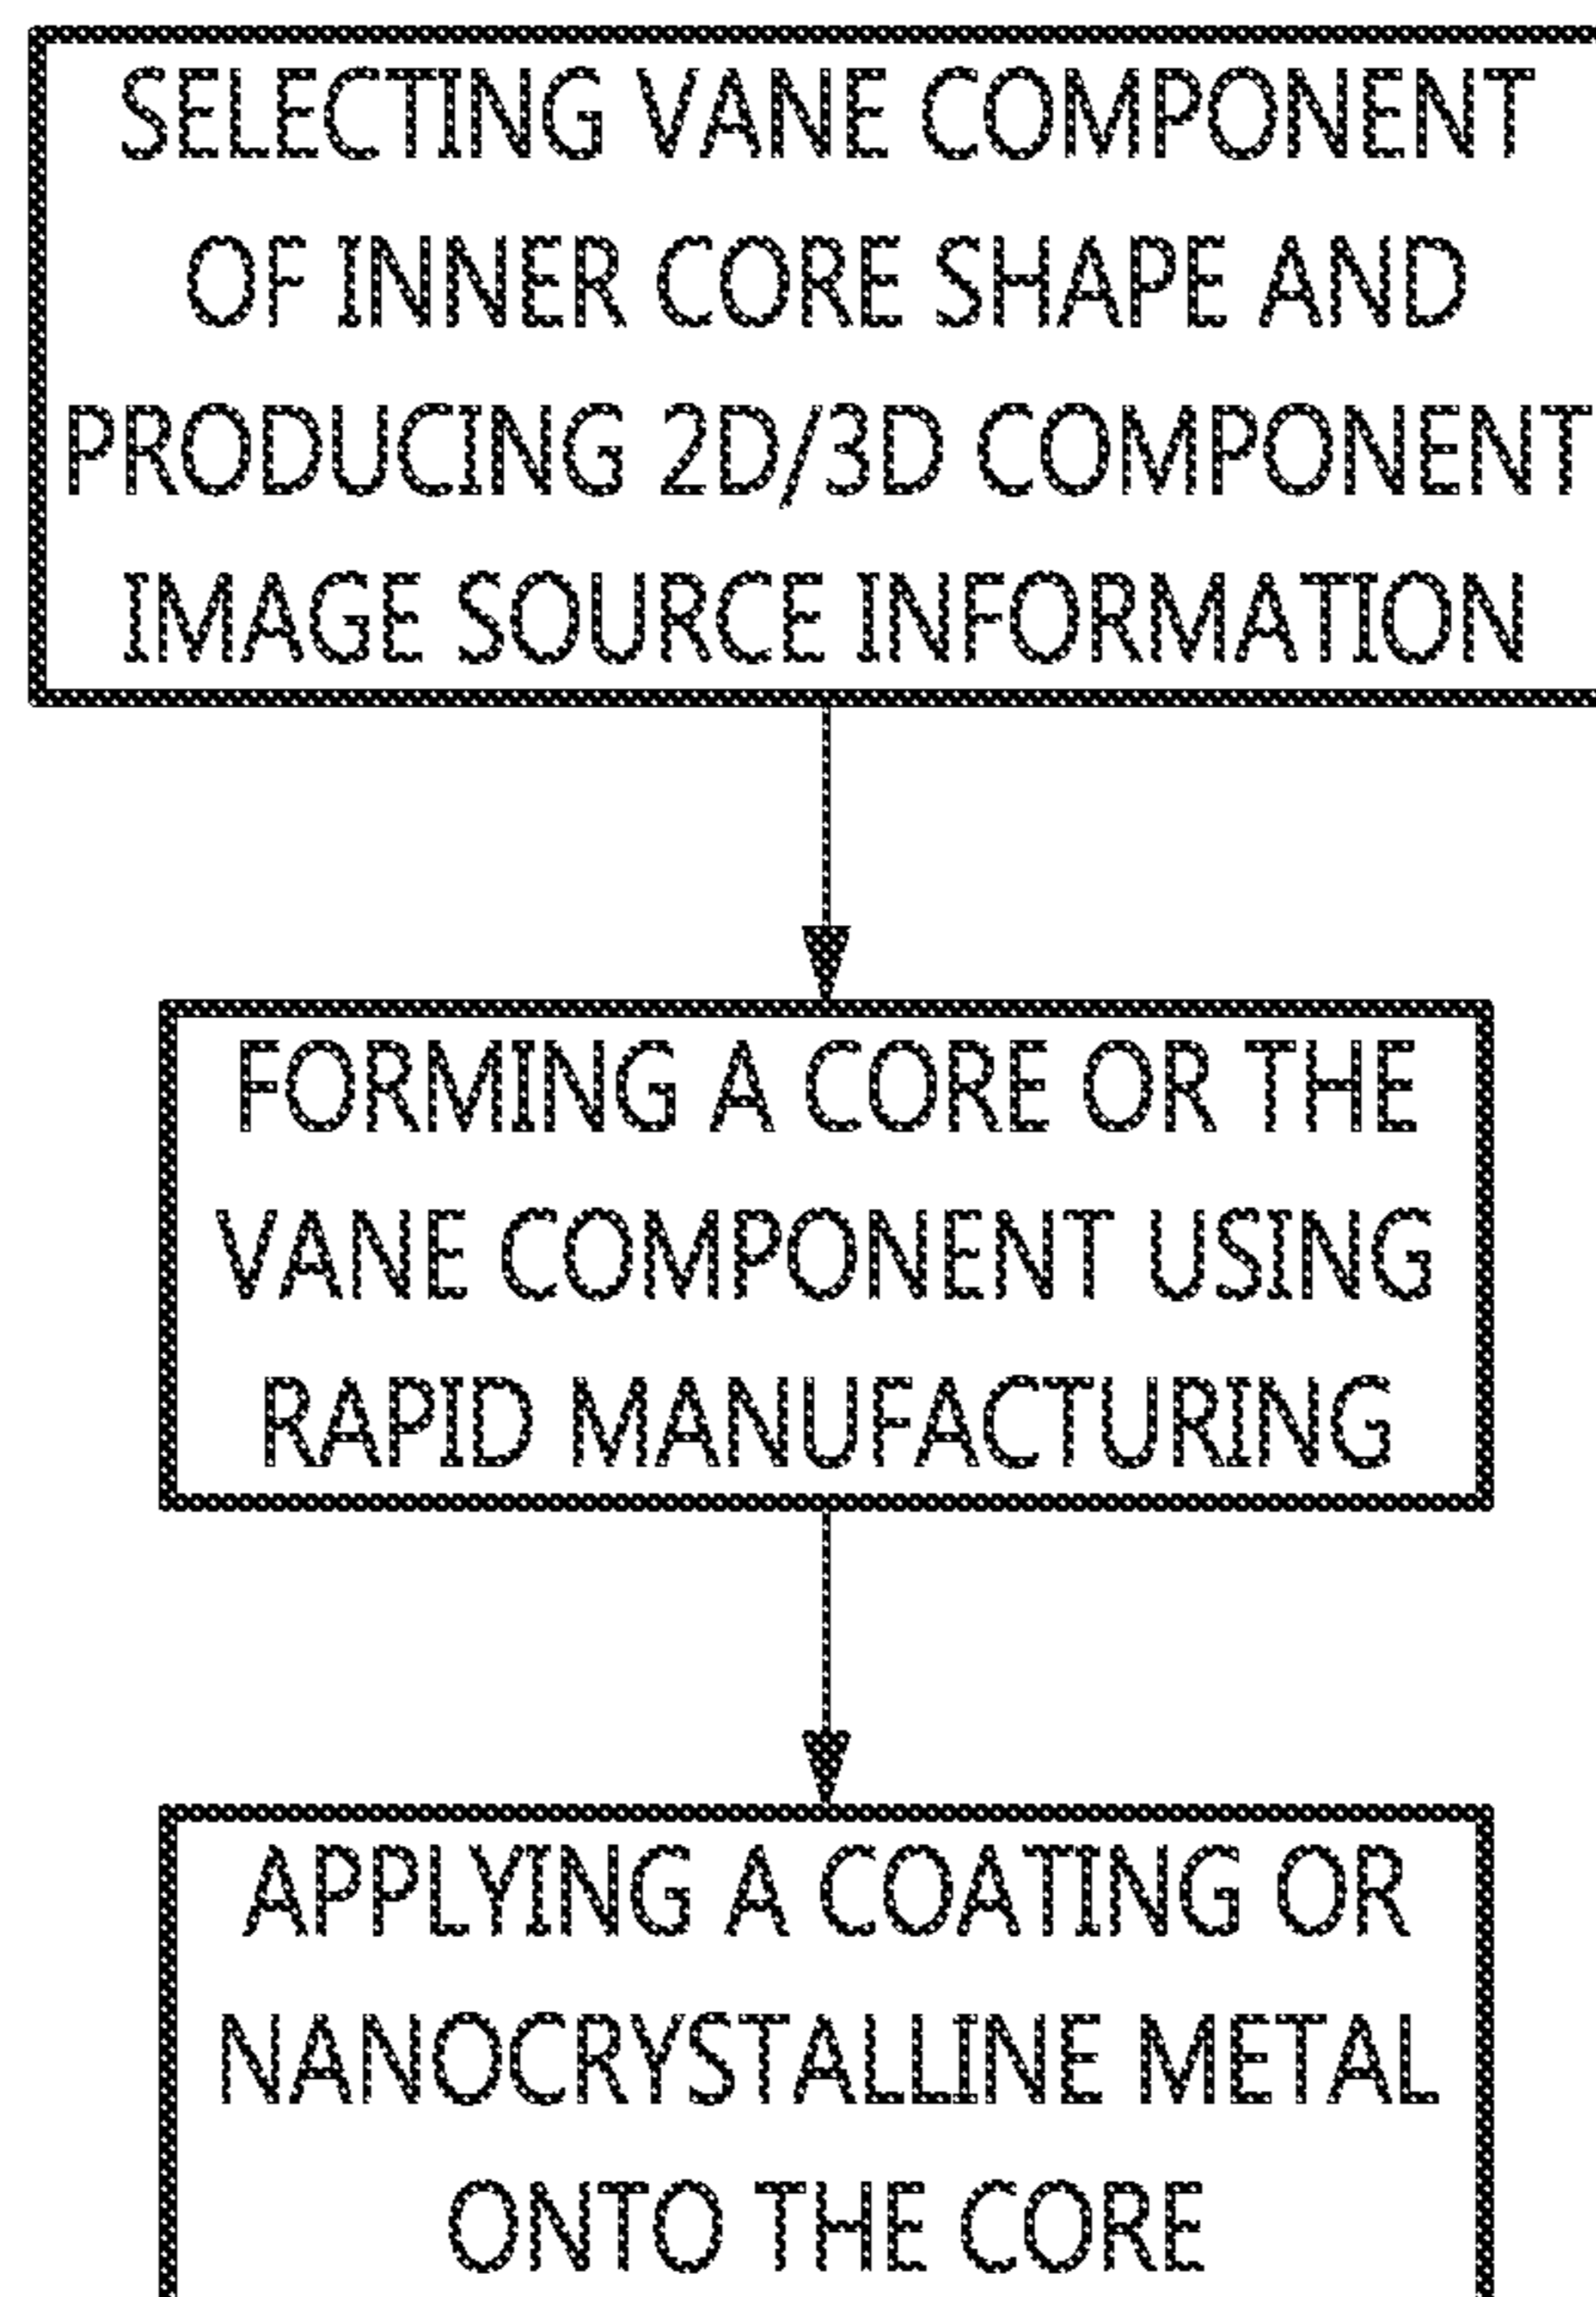 SELECTING VANE COMPONENT
OF INNER CORE SHAPE AND
PRODUCING 2D/3D COMPONENT
IMAGE SOURCE INFORMATION
FORMING A CORE OR THE
VANE COMPONENT USING
RAPID MANUFACTURING
APPLYING A COATING OR
NANOCRYSTALLINE METAL
ONTO THE CORE